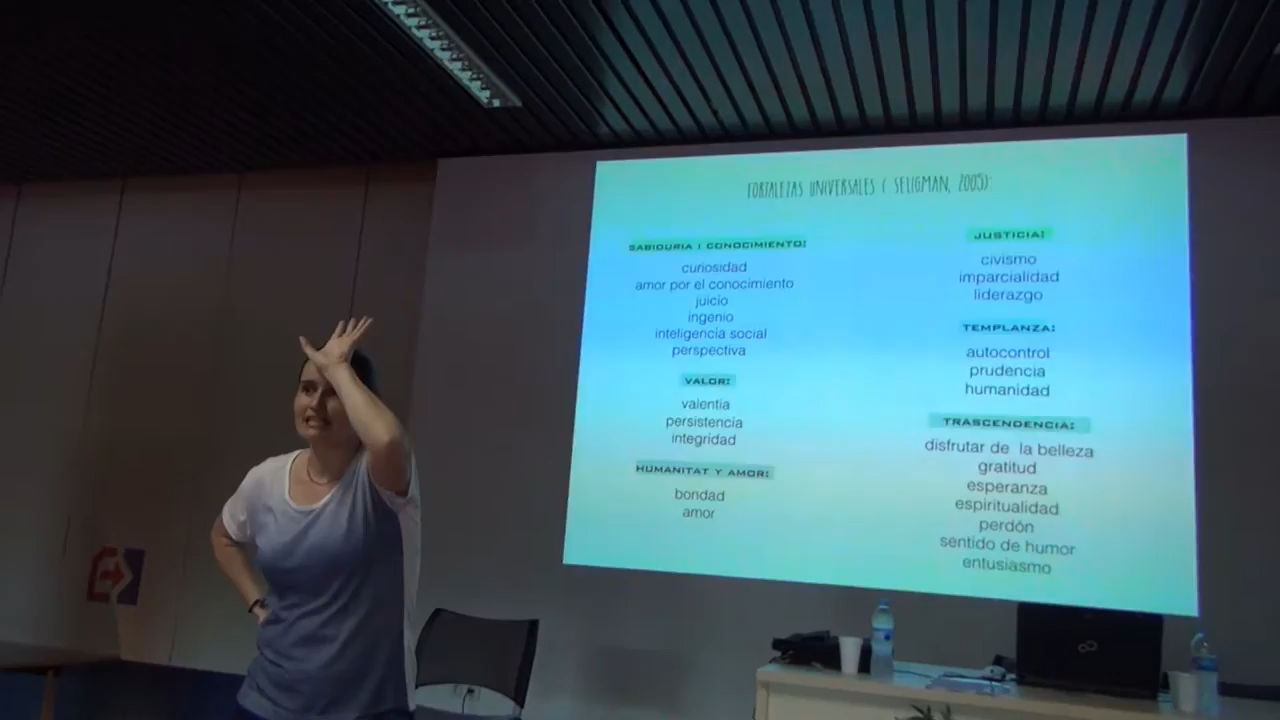 FORTALEZAS UNIVERSALES ( SELIGMAN, 2005):
SABIDURIA I CONOCIMIENTO:
curiosidad
amor por el conocimiento
juicio
ingenio
inteligencia social
perspectiva
VALOR:
valentia
persistencia
integridad
HUMANITAT Y AMOR:
bondad
amor
JUSTICIA:
civismo
imparcialidad
liderazgo
TEMPLANZA:
autocontrol
prudencia
humanidad
TRASCENDENCIA:
disfrutar de la belleza
gratitud
esperanza
espiritualidad
perdón
sentido de humor
entusiasmo